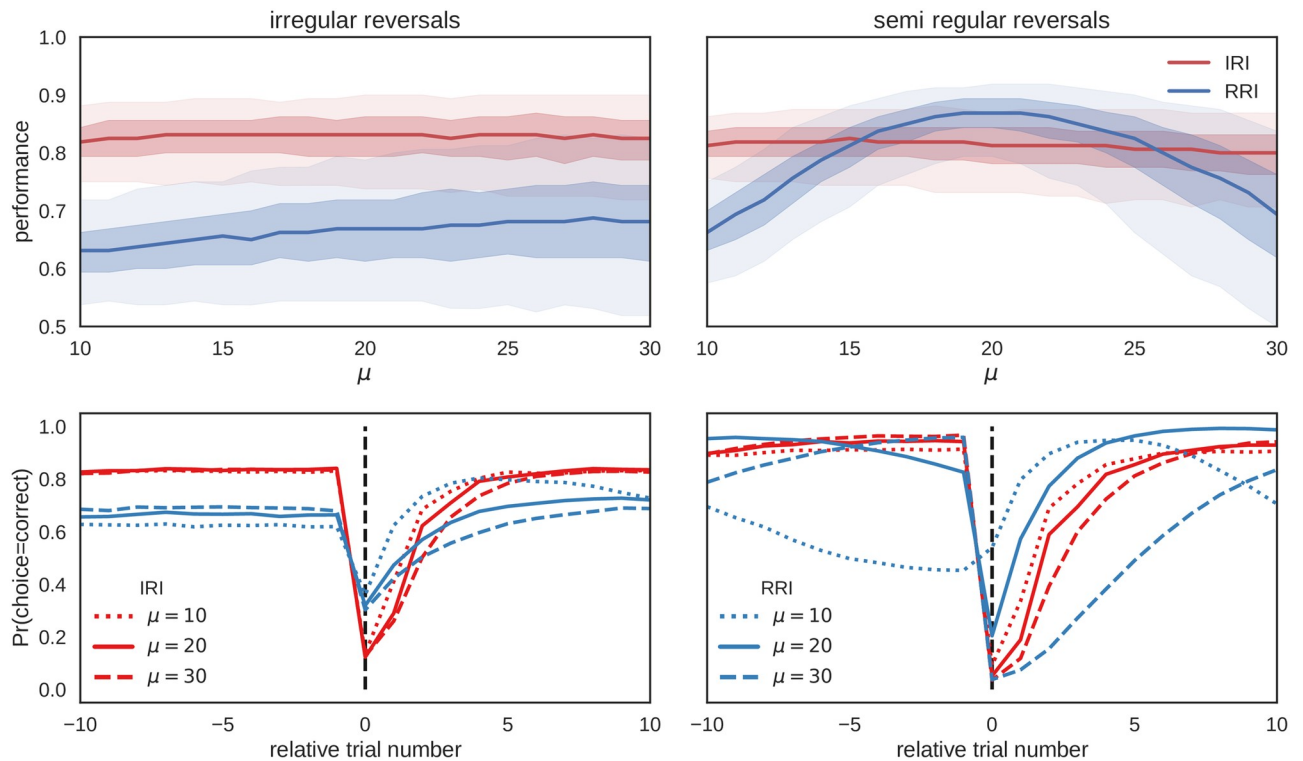 irregular reversals
semi regular reversals
1.0
0.9
0.8
0.7
0.6
0.5
performance
10
15
20
25
30
μ
IRI
RRI
10
15
20
25
30
μ
1.0
0.8
0.6
0.4
0.2
0.0
Pr(choice=correct)
IRI
μ = 10
μ = 20
μ = 30
−10
−5
0
5
10
relative trial number
RRI
μ = 10
μ = 20
μ = 30
−10
−5
0
5
10
relative trial number